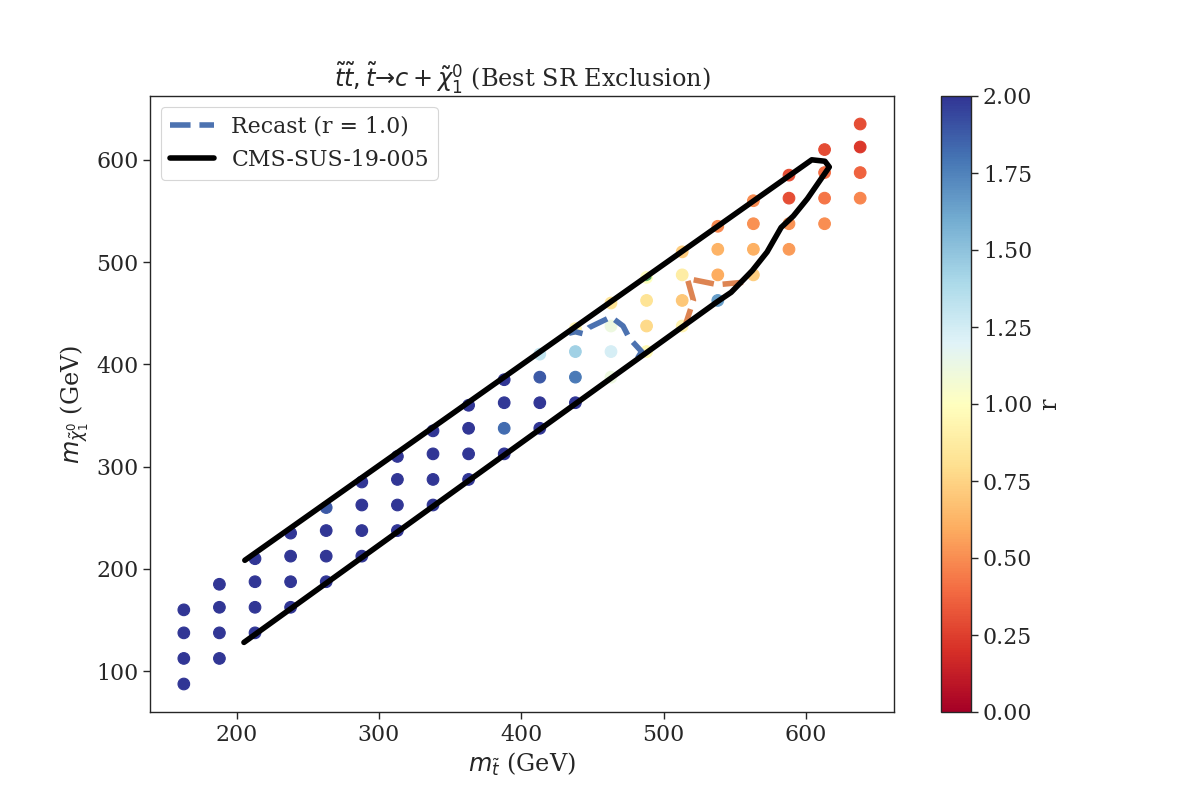 t̃t̃, t̃→c + χ̃₁⁰ (Best SR Exclusion)
Recast (r = 1.0)
CMS-SUS-19-005
600
500
400
300
200
100
m_χ̃₁⁰ (GeV)
200 300 400 500 600
m_t̃ (GeV)
2.00
1.75
1.50
1.25
1.00
0.75
0.50
0.25
0.00
r